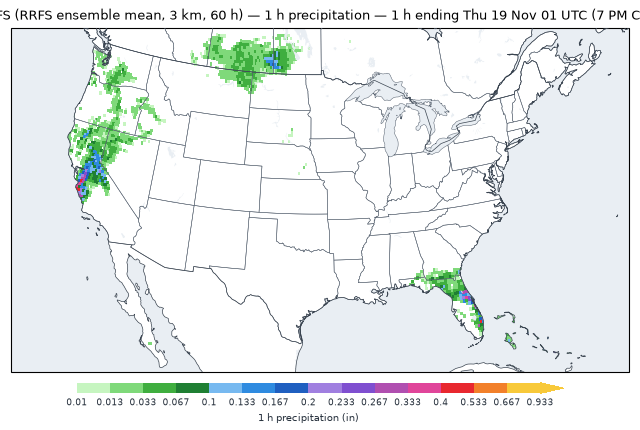 (RRFS ensemble mean, 3 km, 60 h) — 1 h precipitation — 1 h ending Thu 19 Nov 01 UTC (7 PM
0.01 0.013 0.033 0.067 0.1 0.133 0.167 0.2 0.233 0.267 0.333 0.4 0.533 0.667 0.933
1 h precipitation (in)